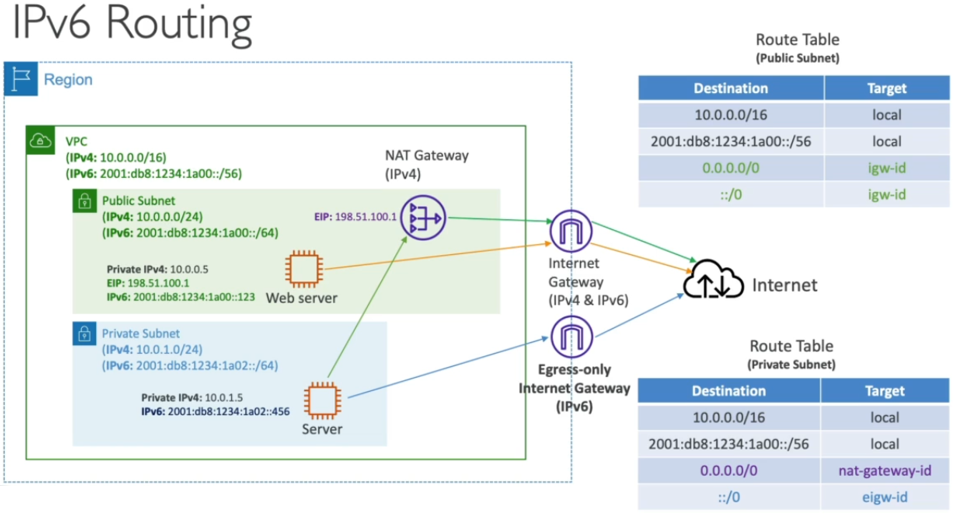 IPv6 Routing
Region
VPC
(IPv4: 10.0.0.0/16)
(IPv6: 2001:db8:1234:1a00::/56)
NAT Gateway
(IPv4)
Public Subnet
(IPv4: 10.0.0.0/24)
(IPv6: 2001:db8:1234:1a00::/64)
EIP: 198.51.100.1
Private IPv4: 10.0.0.5
EIP: 198.51.100.1
IPv6: 2001:db8:1234:1a00::123
Web server
Internet
Gateway
(IPv4 & IPv6)
Internet
Private Subnet
(IPv4: 10.0.1.0/24)
(IPv6: 2001:db8:1234:1a02::/64)
Private IPv4: 10.0.1.5
IPv6: 2001:db8:1234:1a02::456
Server
Egress-only
Internet Gateway
(IPv6)
Route Table
(Public Subnet)
Destination Target
10.0.0.0/16 local
2001:db8:1234:1a00::/56 local
0.0.0.0/0 igw-id
::/0 igw-id
Route Table
(Private Subnet)
Destination Target
10.0.0.0/16 local
2001:db8:1234:1a00::/56 local
0.0.0.0/0 nat-gateway-id
::/0 eigw-id